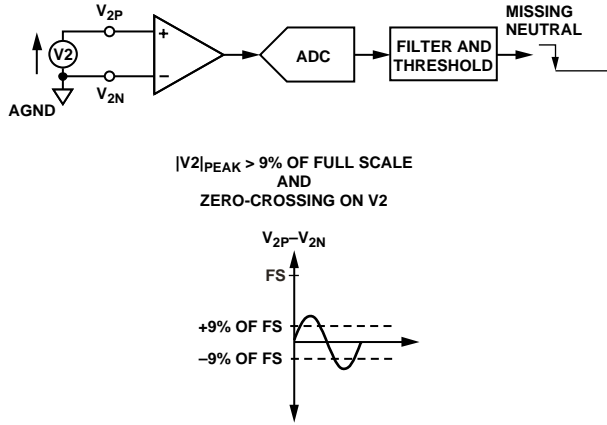 V2P
V2
V2N
AGND
+
−
ADC
FILTER AND
THRESHOLD
MISSING
NEUTRAL
|V2|PEAK > 9% OF FULL SCALE
AND
ZERO-CROSSING ON V2
V2P–V2N
FS
+9% OF FS
–9% OF FS